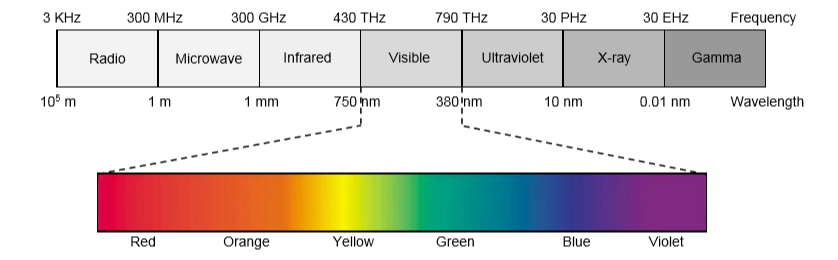 3 KHz 300 MHz 300 GHz 430 THz 790 THz 30 PHz 30 EHz Frequency
Radio Microwave Infrared Visible Ultraviolet X-ray Gamma
10⁵ m 1 m 1 mm 750 nm 380 nm 10 nm 0.01 nm Wavelength
Red Orange Yellow Green Blue Violet